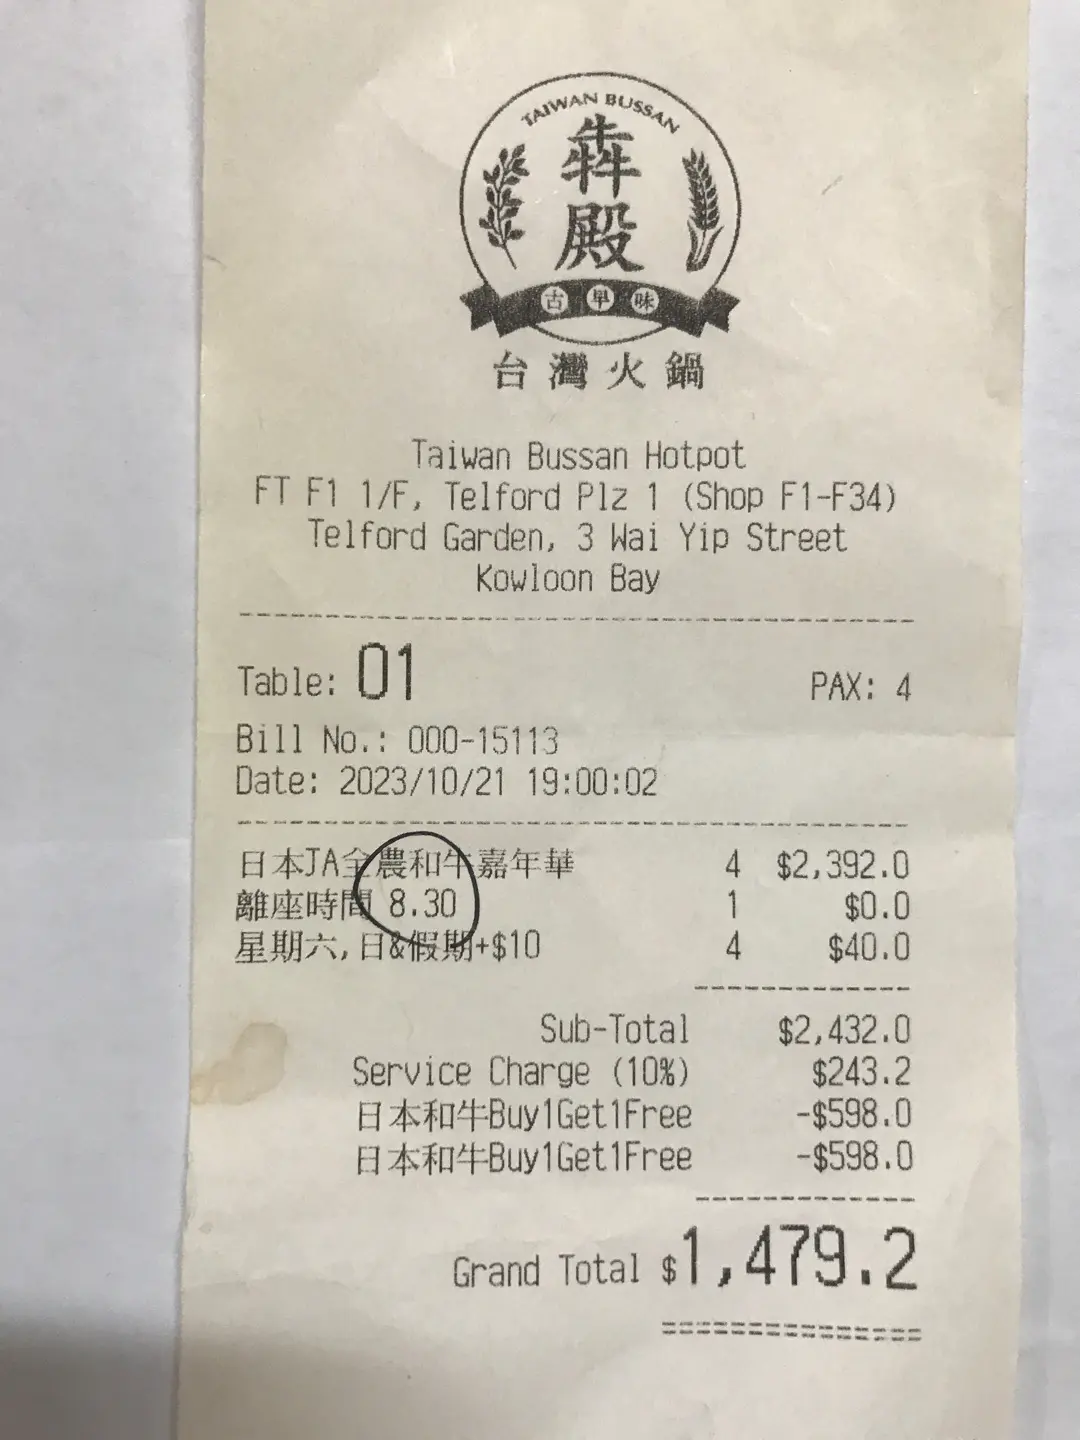 TAIWAN BUSSAN
犇殿
古早味
台灣火鍋
Taiwan Bussan Hotpot
FT F1 1/F, Telford Plz 1 (Shop F1-F34)
Telford Garden, 3 Wai Yip Street
Kowloon Bay
Table: 01 PAX: 4
Bill No.: 000-15113
Date: 2023/10/21 19:00:02
日本JA全農和牛嘉年華 4 $2,392.0
離座時間 8.30 1 $0.0
星期六,日&假期+$10 4 $40.0
Sub-Total $2,432.0
Service Charge (10%) $243.2
日本和牛Buy1Get1Free -$598.0
日本和牛Buy1Get1Free -$598.0
Grand Total $1,479.2